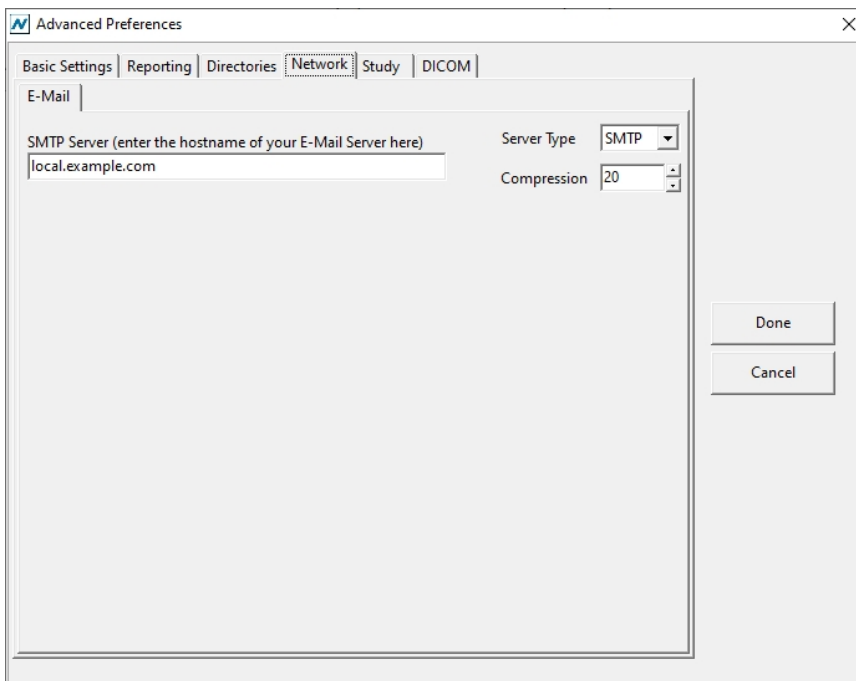 Advanced Preferences
Basic Settings Reporting Directories Network Study DICOM
E-Mail
SMTP Server (enter the hostname of your E-Mail Server here)
local.example.com
Server Type SMTP
Compression 20
Done
Cancel